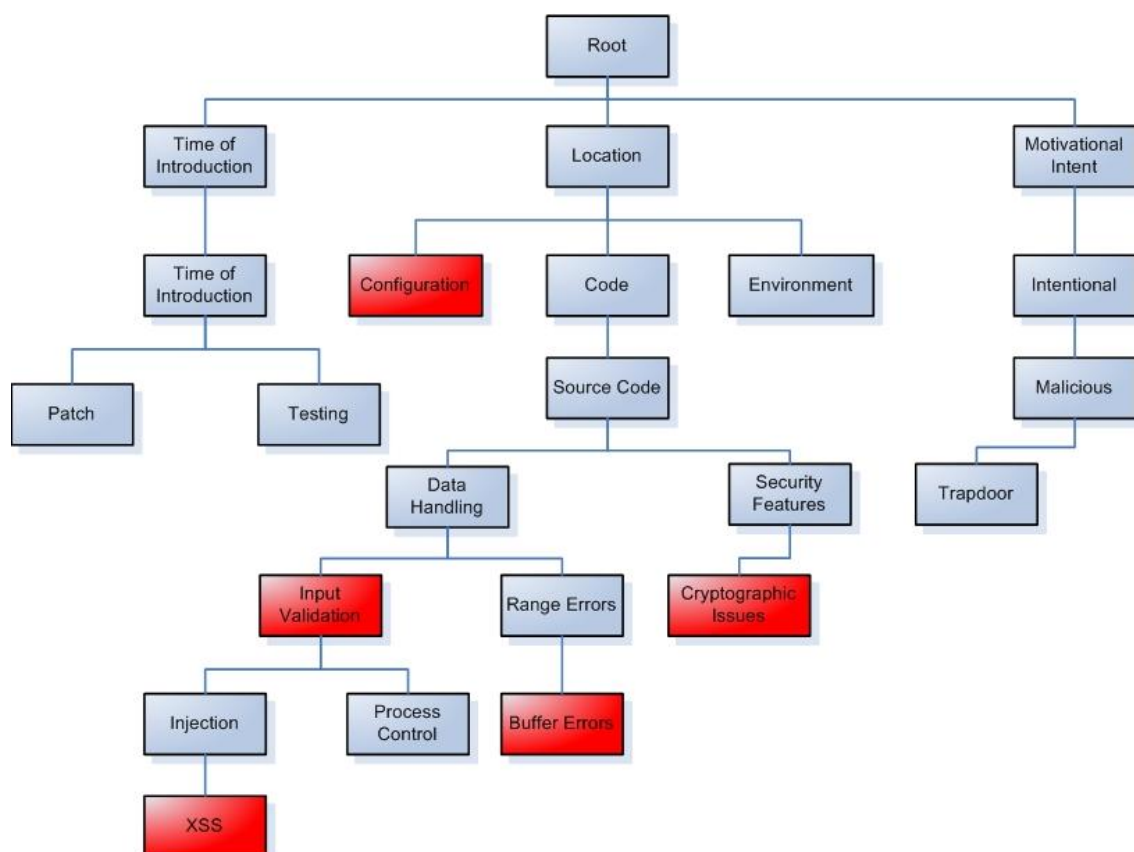 Root
Time of
Introduction
Location
Motivational
Intent
Time of
Introduction
Configuration
Code
Environment
Intentional
Patch
Testing
Source Code
Malicious
Data
Handling
Security
Features
Trapdoor
Input
Validation
Range Errors
Cryptographic
Issues
Injection
Process
Control
Buffer Errors
XSS